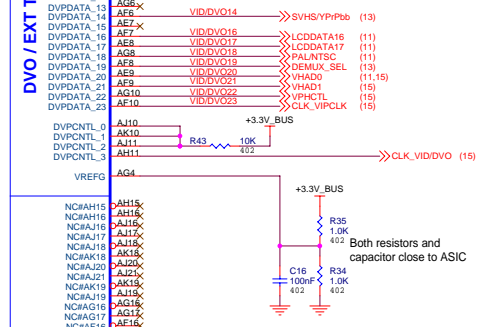 DVO / EXT T
DVPDATA_13 AG6
DVPDATA_14 AF6 VID/DVO14 SVHS/YPrPbb (13)
DVPDATA_15 AE7
DVPDATA_16 AF7 VID/DVO16 LCDDATA16 (11)
DVPDATA_17 AE8 VID/DVO17 LCDDATA17 (11)
DVPDATA_18 AG8 VID/DVO18 PAL/NTSC (11)
DVPDATA_19 AF8 VID/DVO19 DEMUX_SEL (13)
DVPDATA_20 AE9 VID/DVO20 VHAD0 (11,15)
DVPDATA_21 AF9 VID/DVO21 VHAD1 (15)
DVPDATA_22 AG10 VID/DVO22 VPHCTL (15)
DVPDATA_23 AF10 VID/DVO23 CLK_VIPCLK (15)
+3.3V_BUS
DVPCNTL_0 AJ10
DVPCNTL_1 AK10
DVPCNTL_2 AJ11 R43 10K
402
DVPCNTL_3 AH11 CLK_VID/DVO (15)
VREFG AG4
+3.3V_BUS
NC#AH15 AH15
NC#AH16 AH16
NC#AJ16 AJ16
NC#AJ17 AJ17
NC#AJ18 AJ18
NC#AK18 AK18
NC#AJ20 AJ20
NC#AJ21 AJ21
NC#AK19 AK19
NC#AJ19 AJ19
NC#AG16 AG16
NC#AG17 AG17
NC#AF16 AF16
R35
1.0K
402
Both resistors and
capacitor close to ASIC
C16
100nF
402
R34
1.0K
402